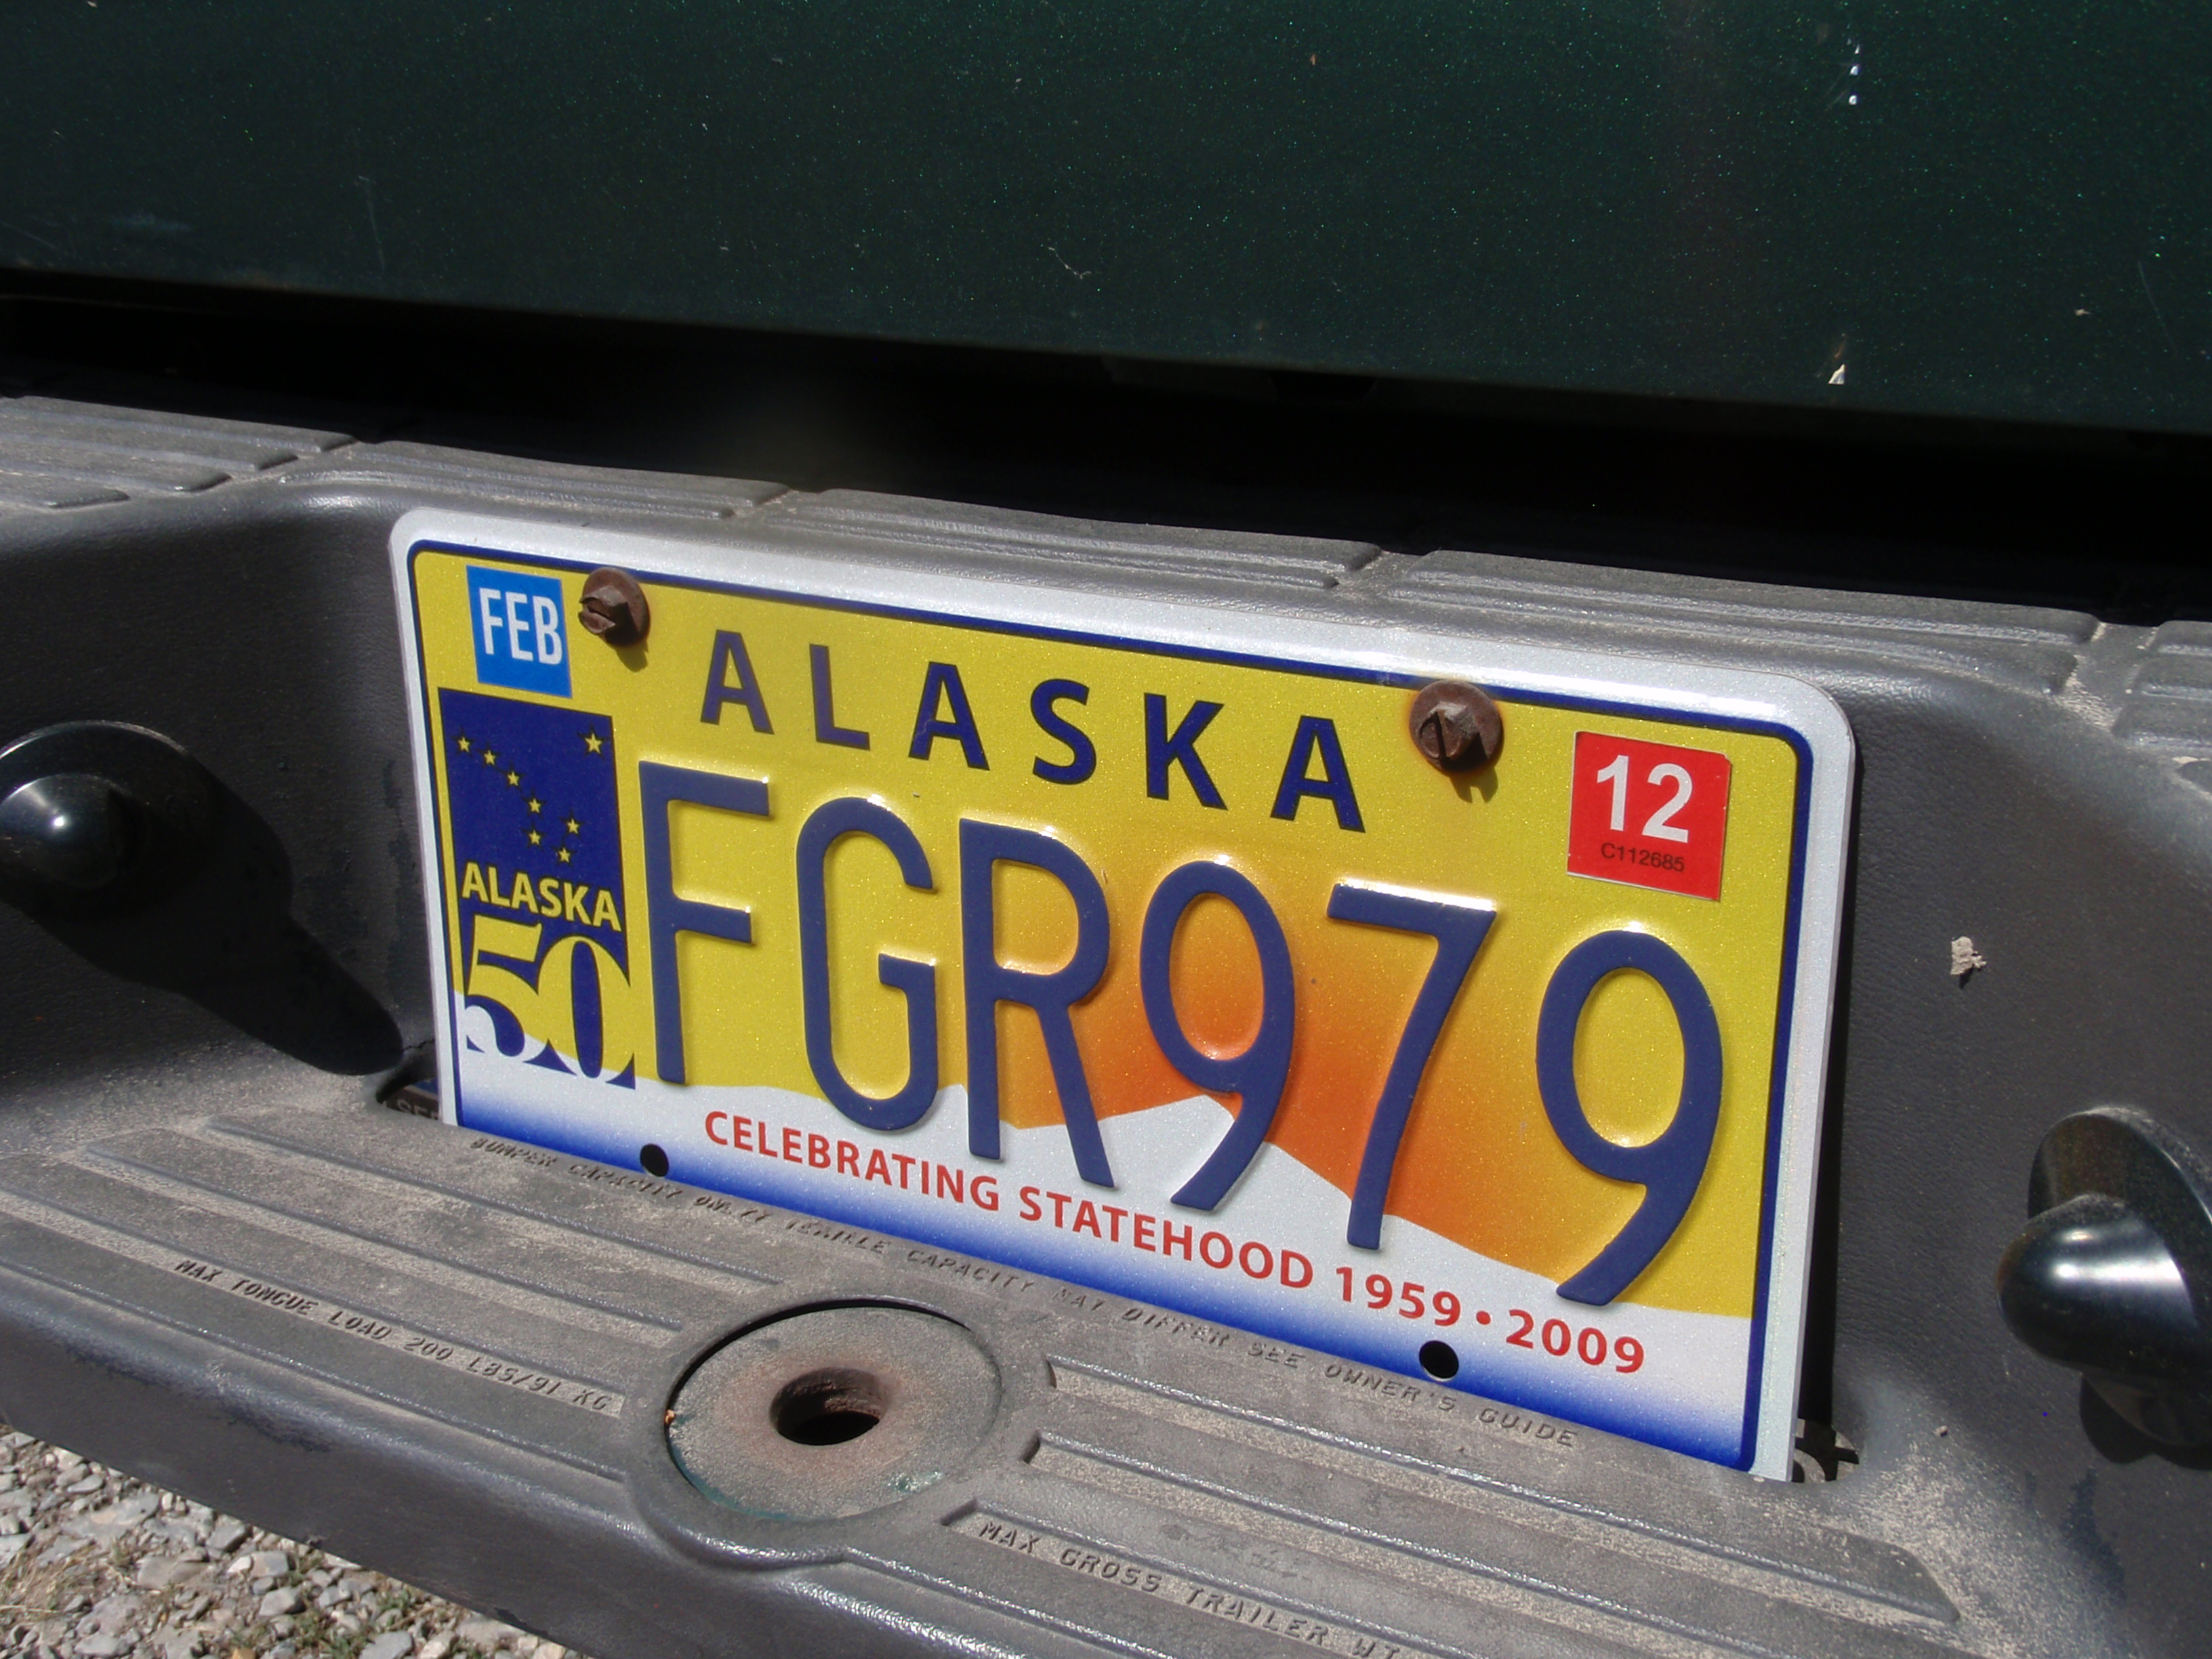 FEB
ALASKA
12
C112685
ALASKA
50
FGR979
CELEBRATING STATEHOOD 1959 • 2009
BUMPER CAPACITY ONLY VEHICLE CAPACITY MAY DIFFER SEE OWNER'S GUIDE
MAX TONGUE LOAD 200 LBS/91 KG
MAX GROSS TRAILER WT